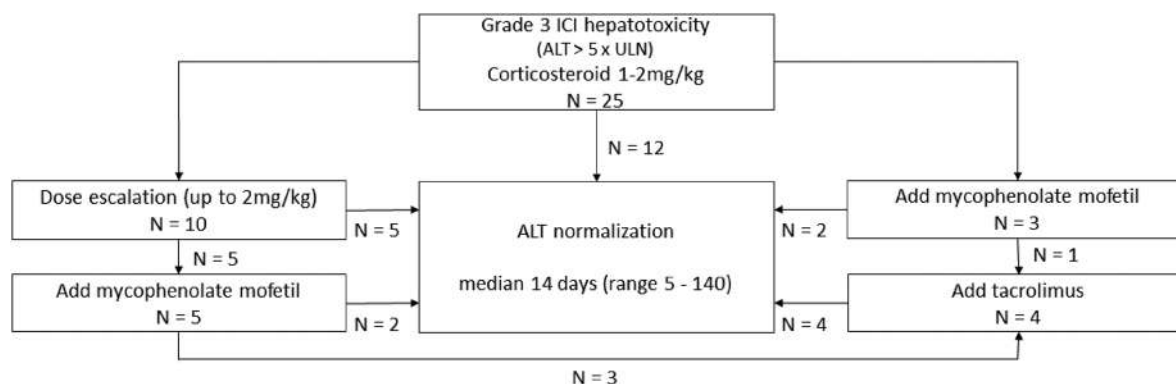 Grade 3 ICI hepatotoxicity
(ALT > 5 x ULN)
Corticosteroid 1-2mg/kg
N = 25
N = 12
Dose escalation (up to 2mg/kg)
N = 10
N = 5
N = 5
Add mycophenolate mofetil
N = 5
N = 2
ALT normalization
median 14 days (range 5 - 140)
Add mycophenolate mofetil
N = 3
N = 2
N = 1
Add tacrolimus
N = 4
N = 4
N = 3